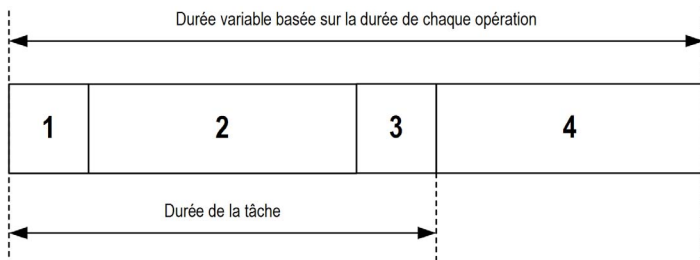 Durée variable basée sur la durée de chaque opération
1 2 3 4
Durée de la tâche